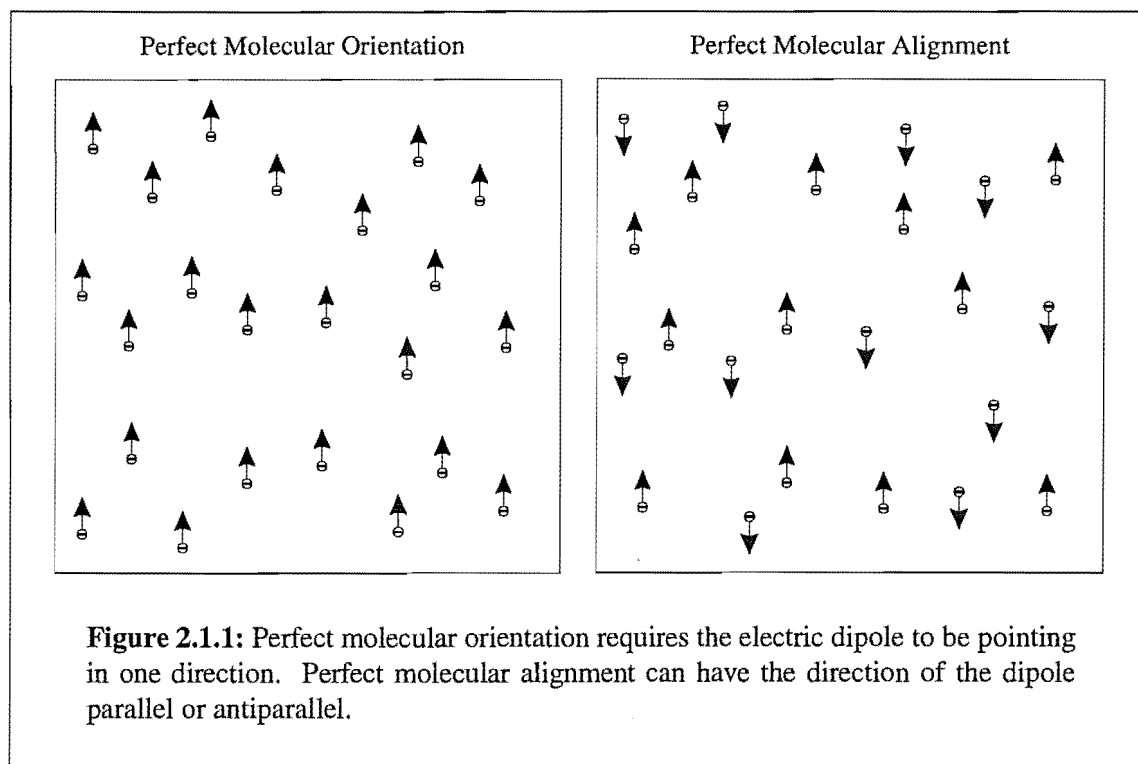 Perfect Molecular Orientation
Perfect Molecular Alignment
Figure 2.1.1: Perfect molecular orientation requires the electric dipole to be pointing
in one direction. Perfect molecular alignment can have the direction of the dipole
parallel or antiparallel.